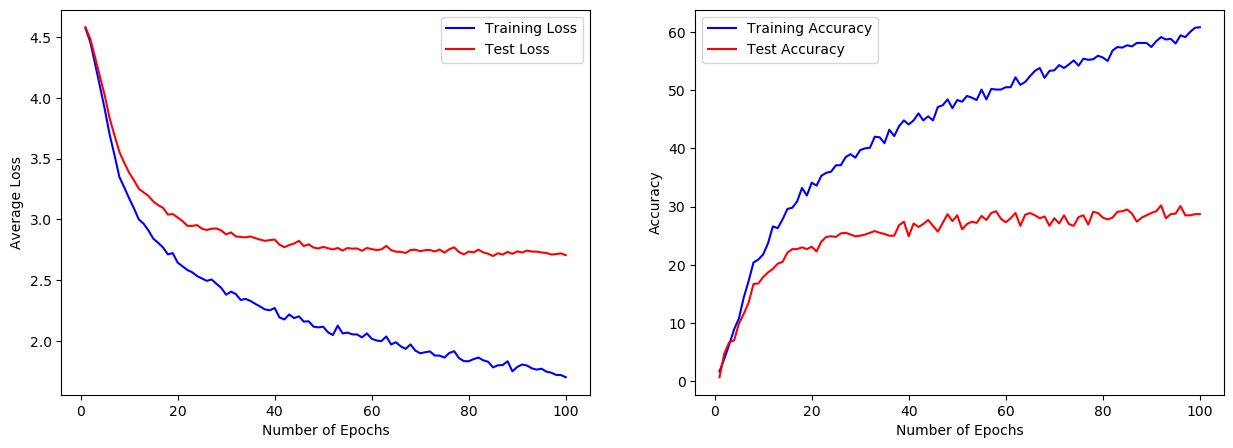 Training Loss
Test Loss
4.5
4.0
3.5
3.0
2.5
2.0
Average Loss
0 20 40 60 80 100
Number of Epochs
Training Accuracy
Test Accuracy
60
50
40
30
20
10
0
Accuracy
0 20 40 60 80 100
Number of Epochs